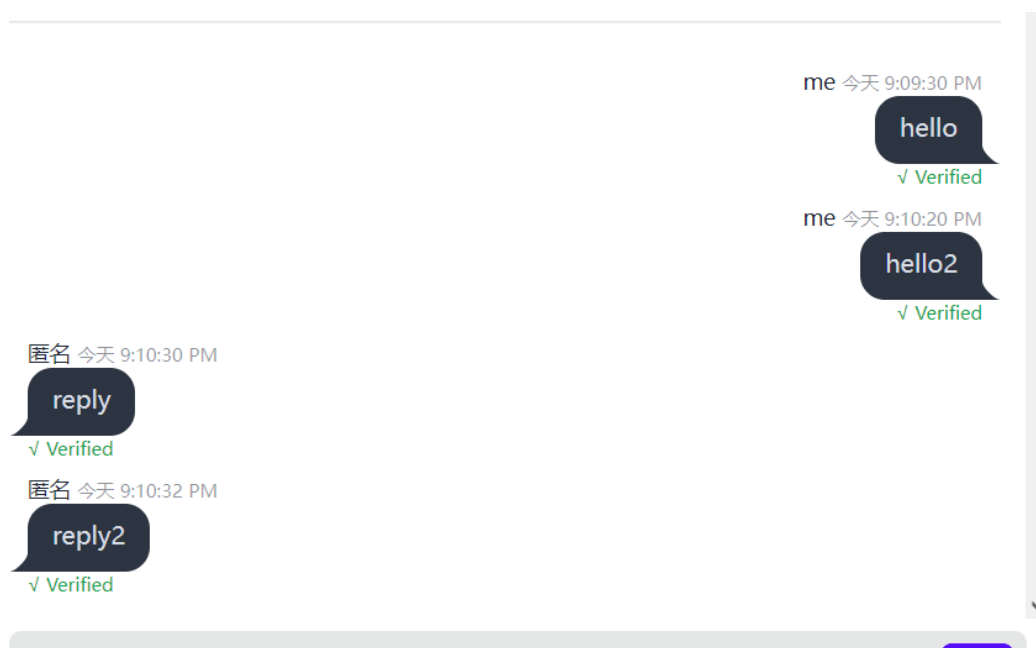 me 今天 9:09:30 PM
hello
√ Verified
me 今天 9:10:20 PM
hello2
√ Verified
匿名 今天 9:10:30 PM
reply
√ Verified
匿名 今天 9:10:32 PM
reply2
√ Verified